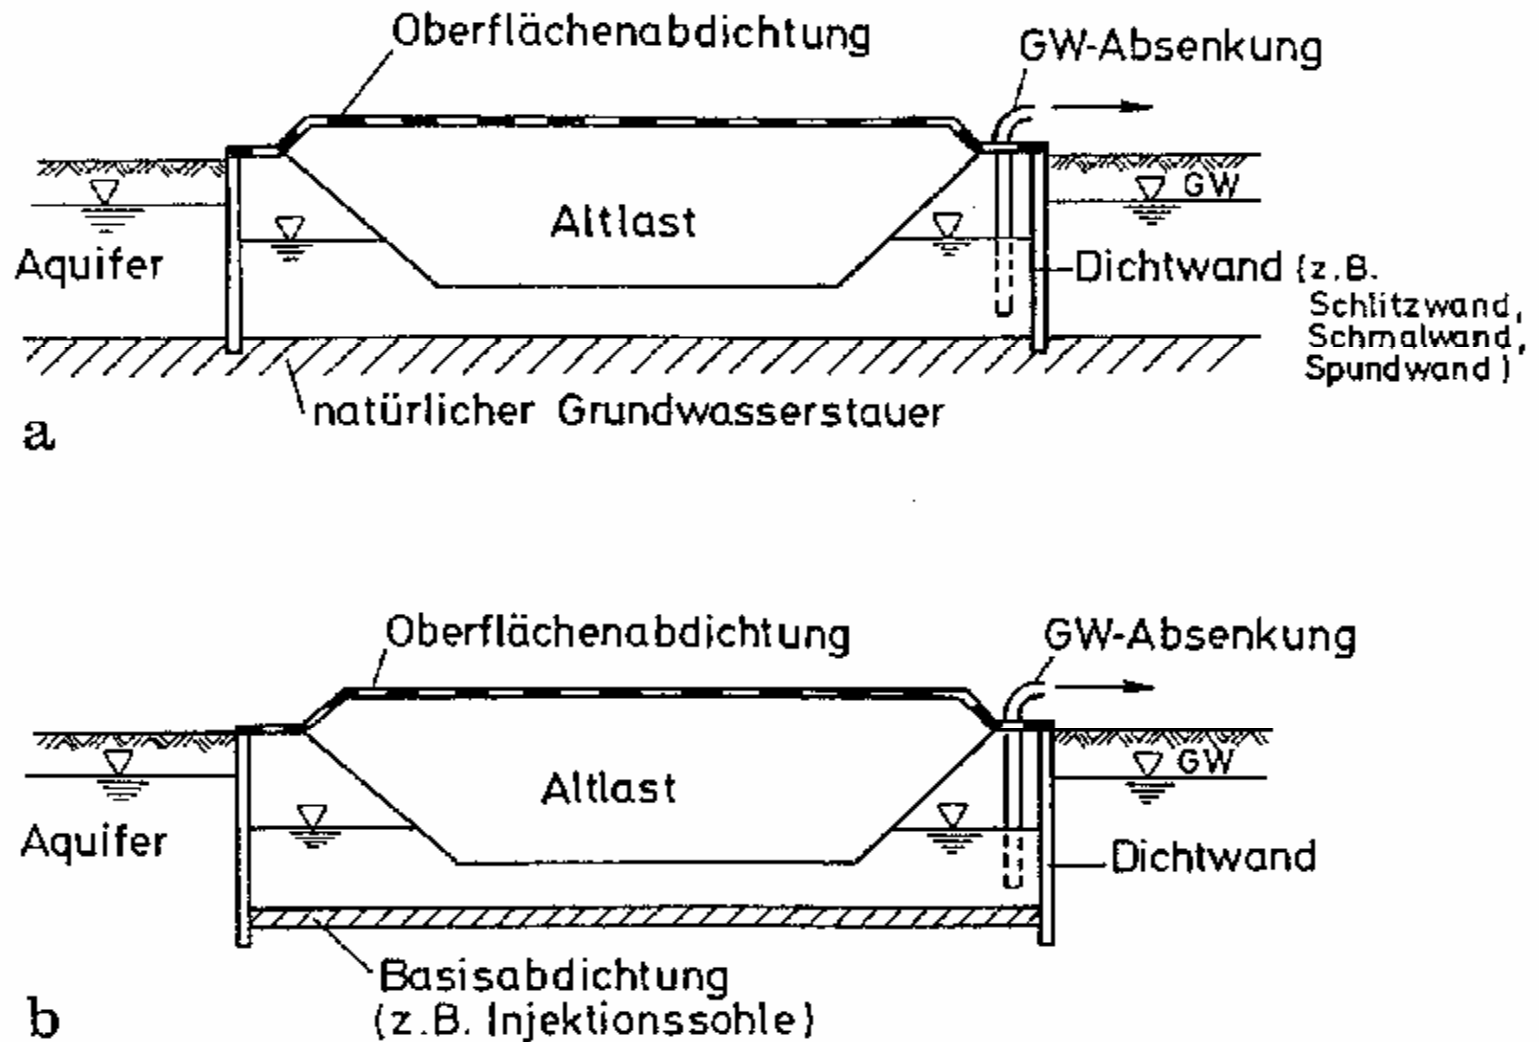 a
Oberflächenabdichtung
GW-Absenkung
GW
Altlast
Aquifer
Dichtwand (z.B.
Schlitzwand,
Schmalwand,
Spundwand)
natürlicher Grundwasserstauer
a
Oberflächenabdichtung
GW-Absenkung
GW
Altlast
Aquifer
Dichtwand
Basisabdichtung
(z.B. Injektionssohle)
b